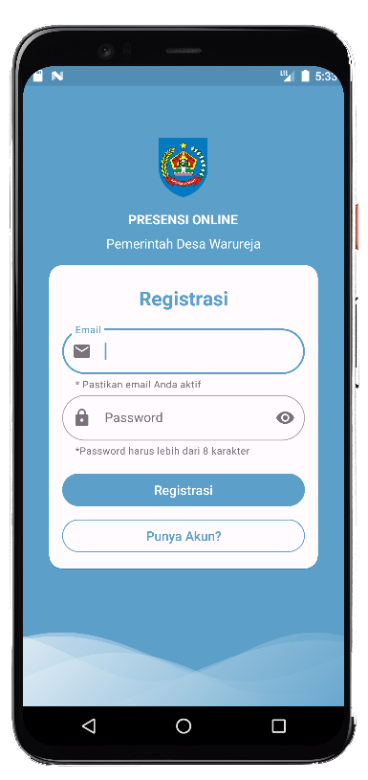 5:33
PRESENSI ONLINE
Pemerintah Desa Warureja
Registrasi
Email
* Pastikan email Anda aktif
Password
*Password harus lebih dari 8 karakter
Registrasi
Punya Akun?